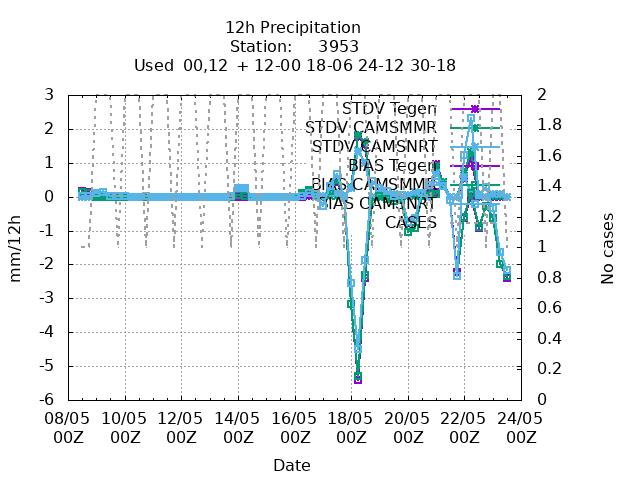 12h Precipitation
Station: 3953
Used 00,12 + 12-00 18-06 24-12 30-18
3
2
1
0
-1
-2
-3
-4
-5
-6
mm/12h
STDV Tegen
STDV CAMSMMR
STDV CAMSNRT
BIAS Tegen
BIAS CAMSMMR
BIAS CAMSNRT
CASES
2
1.8
1.6
1.4
1.2
1
0.8
0.6
0.4
0.2
0
No cases
08/05 10/05 12/05 14/05 16/05 18/05 20/05 22/05 24/05
00Z 00Z 00Z 00Z 00Z 00Z 00Z 00Z 00Z
Date